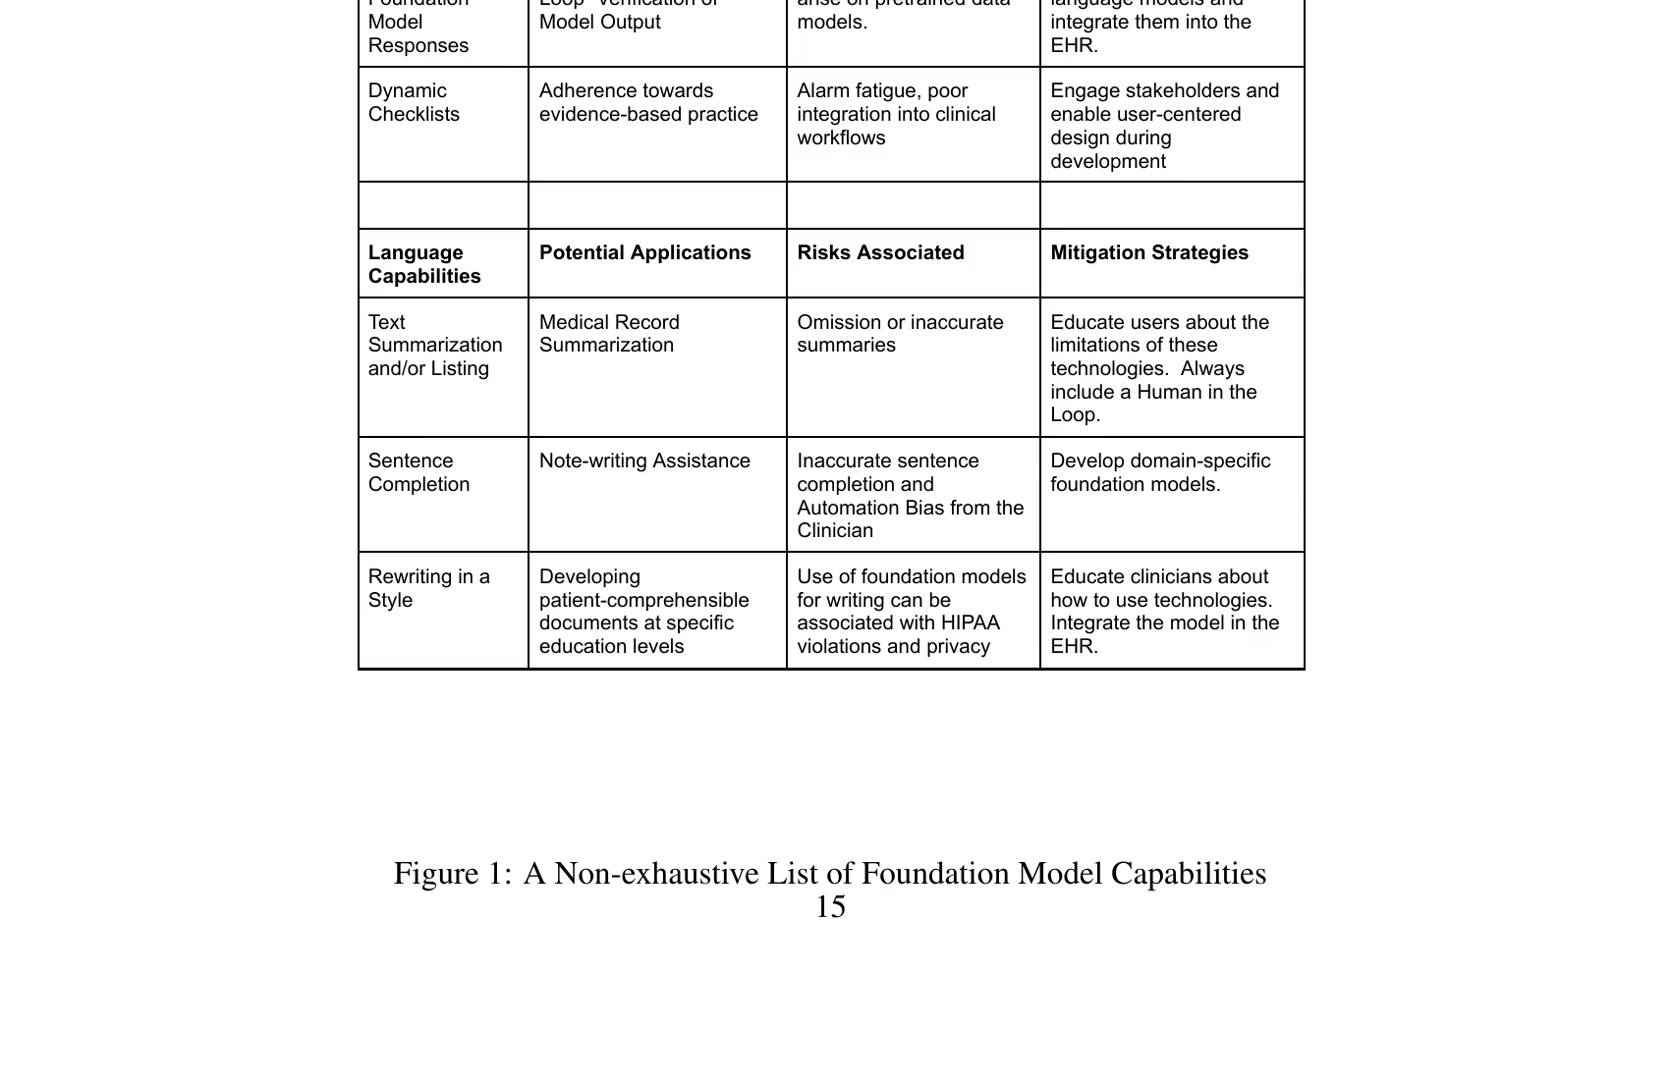 Model
Responses
Model Output
models.
integrate them into the
EHR.
Dynamic
Checklists
Adherence towards
evidence-based practice
Alarm fatigue, poor
integration into clinical
workflows
Engage stakeholders and
enable user-centered
design during
development
Language
Capabilities
Potential Applications
Risks Associated
Mitigation Strategies
Text
Summarization
and/or Listing
Medical Record
Summarization
Omission or inaccurate
summaries
Educate users about the
limitations of these
technologies.  Always
include a Human in the
Loop.
Sentence
Completion
Note-writing Assistance
Inaccurate sentence
completion and
Automation Bias from the
Clinician
Develop domain-specific
foundation models.
Rewriting in a
Style
Developing
patient-comprehensible
documents at specific
education levels
Use of foundation models
for writing can be
associated with HIPAA
violations and privacy
Educate clinicians about
how to use technologies.
Integrate the model in the
EHR.
Figure 1: A Non-exhaustive List of Foundation Model Capabilities
15